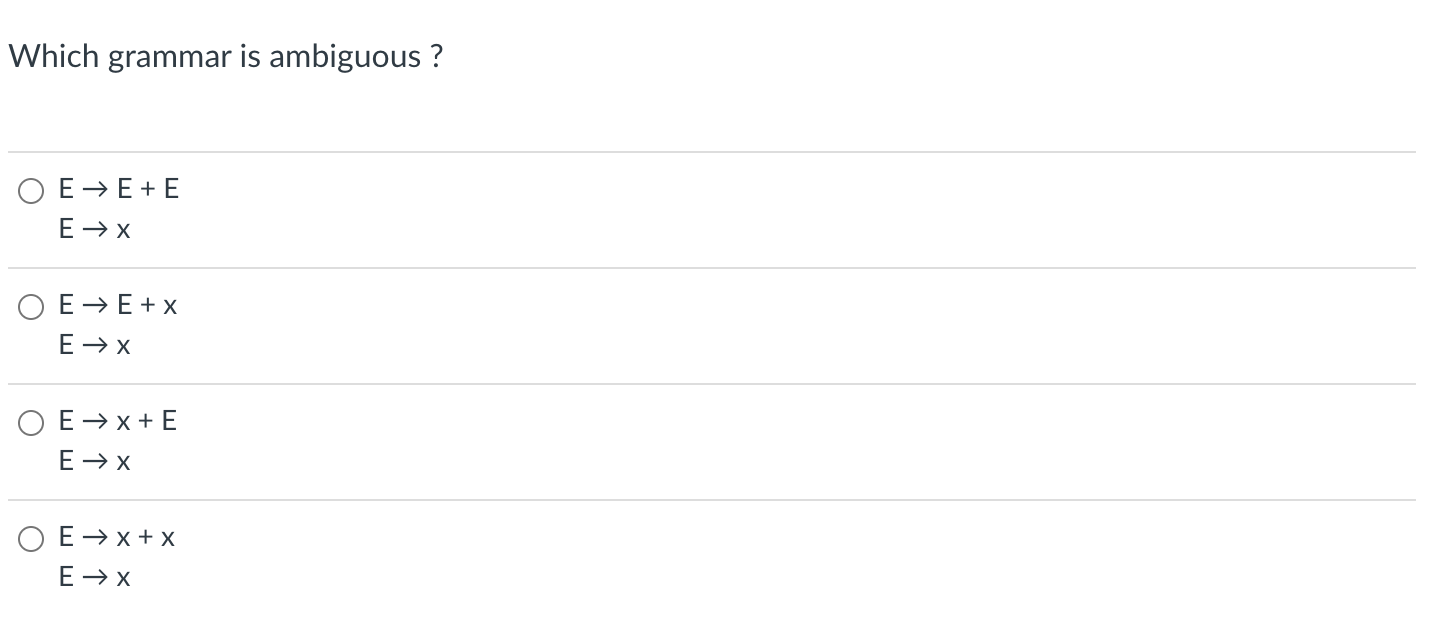 Which grammar is ambiguous ?
E → E + E
E → x
E → E + x
E → x
E → x + E
E → x
E → x + x
E → x